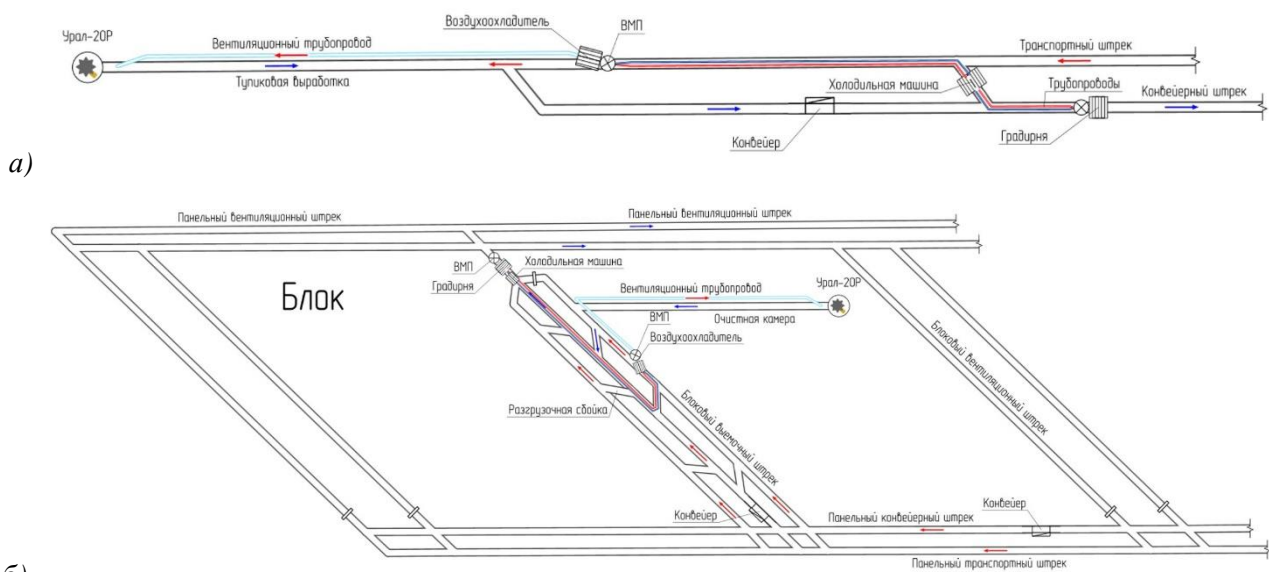 Воздухоохладитель
ВМП
Урал-20Р
Вентиляционный трубопровод
Транспортный штрек
Тупиковая выработка
Холодильная машина
Трубопроводы
Конвейерный штрек
Конвейер
Градирня
а)
Панельный вентиляционный штрек
Панельный вентиляционный штрек
ВМП
Холодильная машина
Градирня
Блок
Вентиляционный трубопровод
Урал-20Р
ВМП
Очистная камера
Воздухоохладитель
Блоковый вентиляционный штрек
Разгрузочная сбойка
Блоковый выемочный штрек
Конвейер
Конвейер
Панельный конвейерный штрек
Панельный транспортный штрек
б)